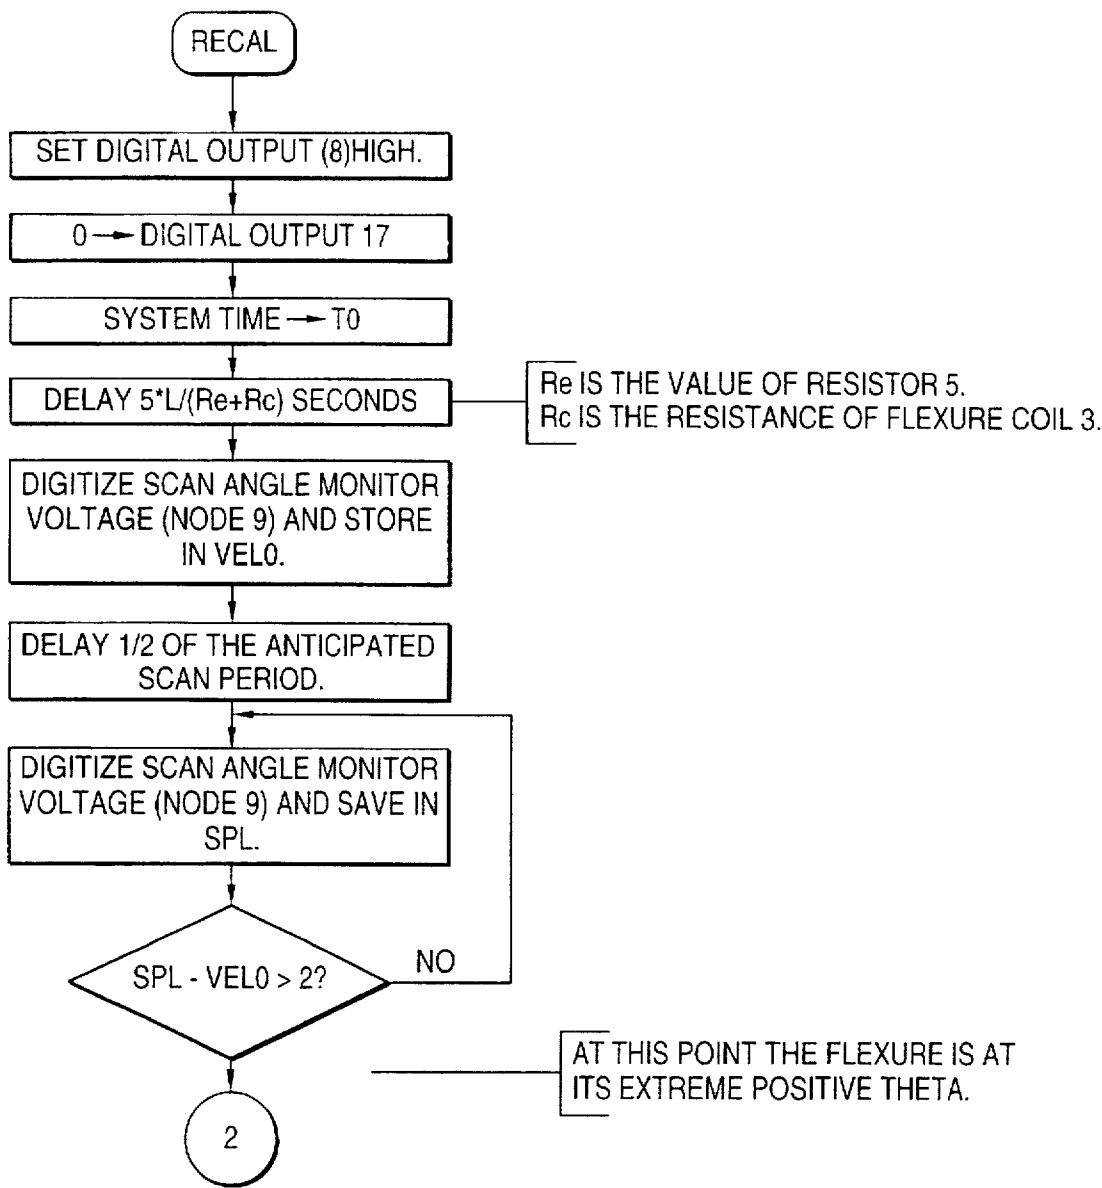 RECAL
SET DIGITAL OUTPUT (8)HIGH.
0 → DIGITAL OUTPUT 17
SYSTEM TIME → T0
DELAY 5*L/(Re+Rc) SECONDS
Re IS THE VALUE OF RESISTOR 5.
Rc IS THE RESISTANCE OF FLEXURE COIL 3.
DIGITIZE SCAN ANGLE MONITOR
VOLTAGE (NODE 9) AND STORE
IN VEL0.
DELAY 1/2 OF THE ANTICIPATED
SCAN PERIOD.
DIGITIZE SCAN ANGLE MONITOR
VOLTAGE (NODE 9) AND SAVE IN
SPL.
SPL - VEL0 > 2?
NO
AT THIS POINT THE FLEXURE IS AT
ITS EXTREME POSITIVE THETA.
2